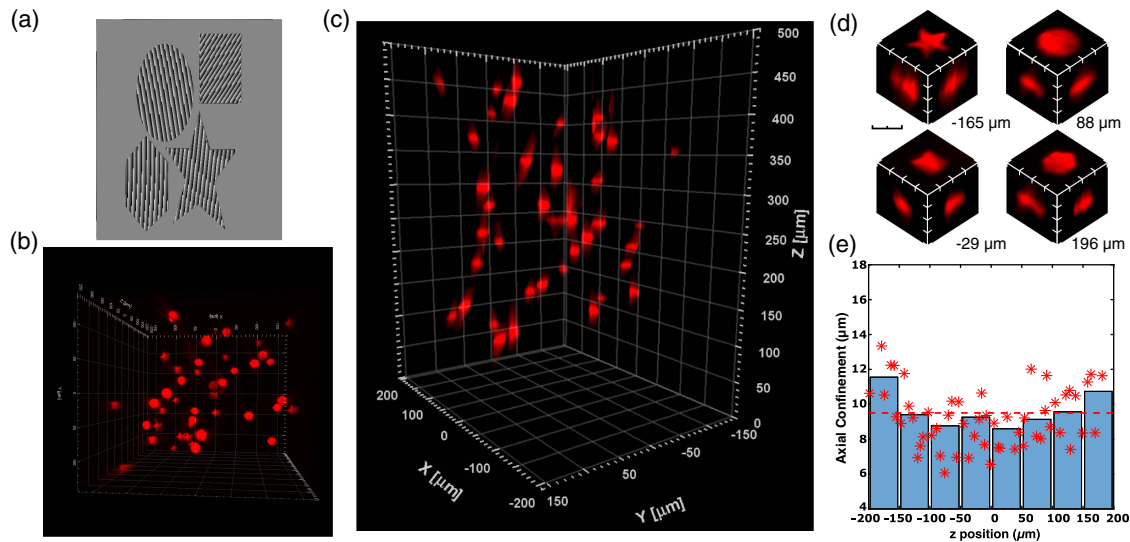 (a)
(b)
(c)
500
450
400
350
300
250
200
150
100
50
0
Z [µm]
200
100
0
-100
-200
X [µm]
150
50
-50
-150
Y [µm]
(d)
-165 µm
88 µm
-29 µm
196 µm
(e)
18
16
14
12
10
8
6
4
Axial Confinement (µm)
-200 -150 -100 -50 0 50 100 150 200
z position (µm)